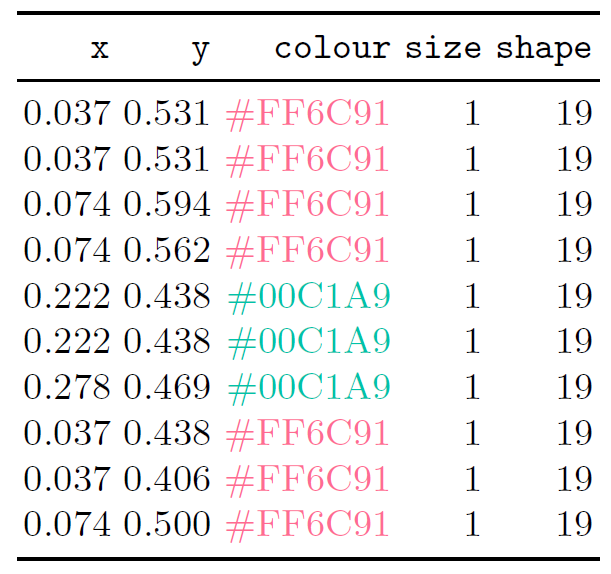 x y colour size shape
0.037 0.531 #FF6C91 1 19
0.037 0.531 #FF6C91 1 19
0.074 0.594 #FF6C91 1 19
0.074 0.562 #FF6C91 1 19
0.222 0.438 #00C1A9 1 19
0.222 0.438 #00C1A9 1 19
0.278 0.469 #00C1A9 1 19
0.037 0.438 #FF6C91 1 19
0.037 0.406 #FF6C91 1 19
0.074 0.500 #FF6C91 1 19